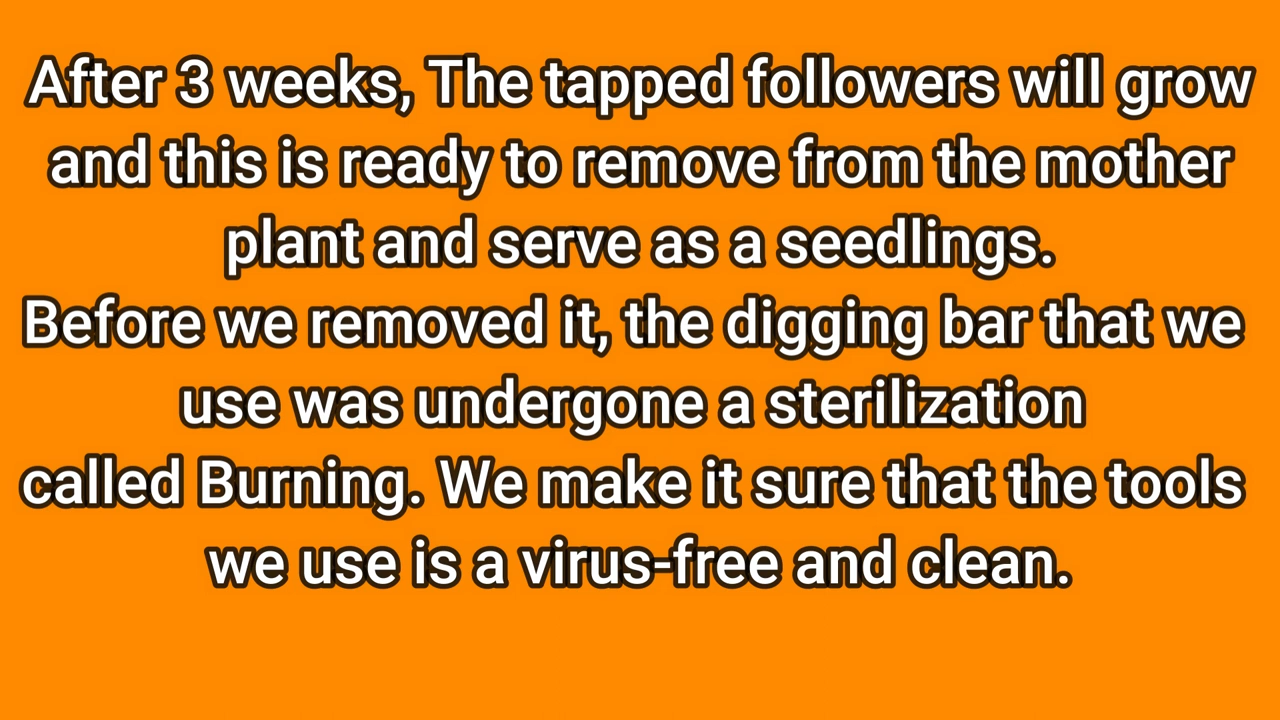 After 3 weeks, The tapped followers will grow
and this is ready to remove from the mother
plant and serve as a seedlings.
Before we removed it, the digging bar that we
use was undergone a sterilization
called Burning. We make it sure that the tools
we use is a virus-free and clean.